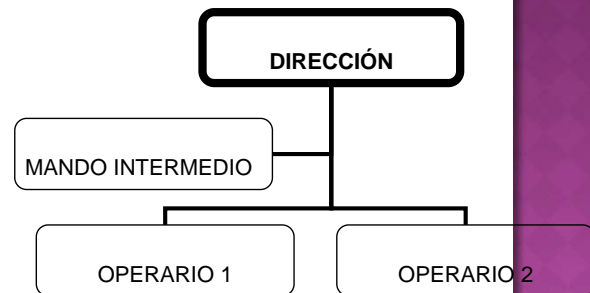 DIRECCIÓN
MANDO INTERMEDIO
OPERARIO 1
OPERARIO 2